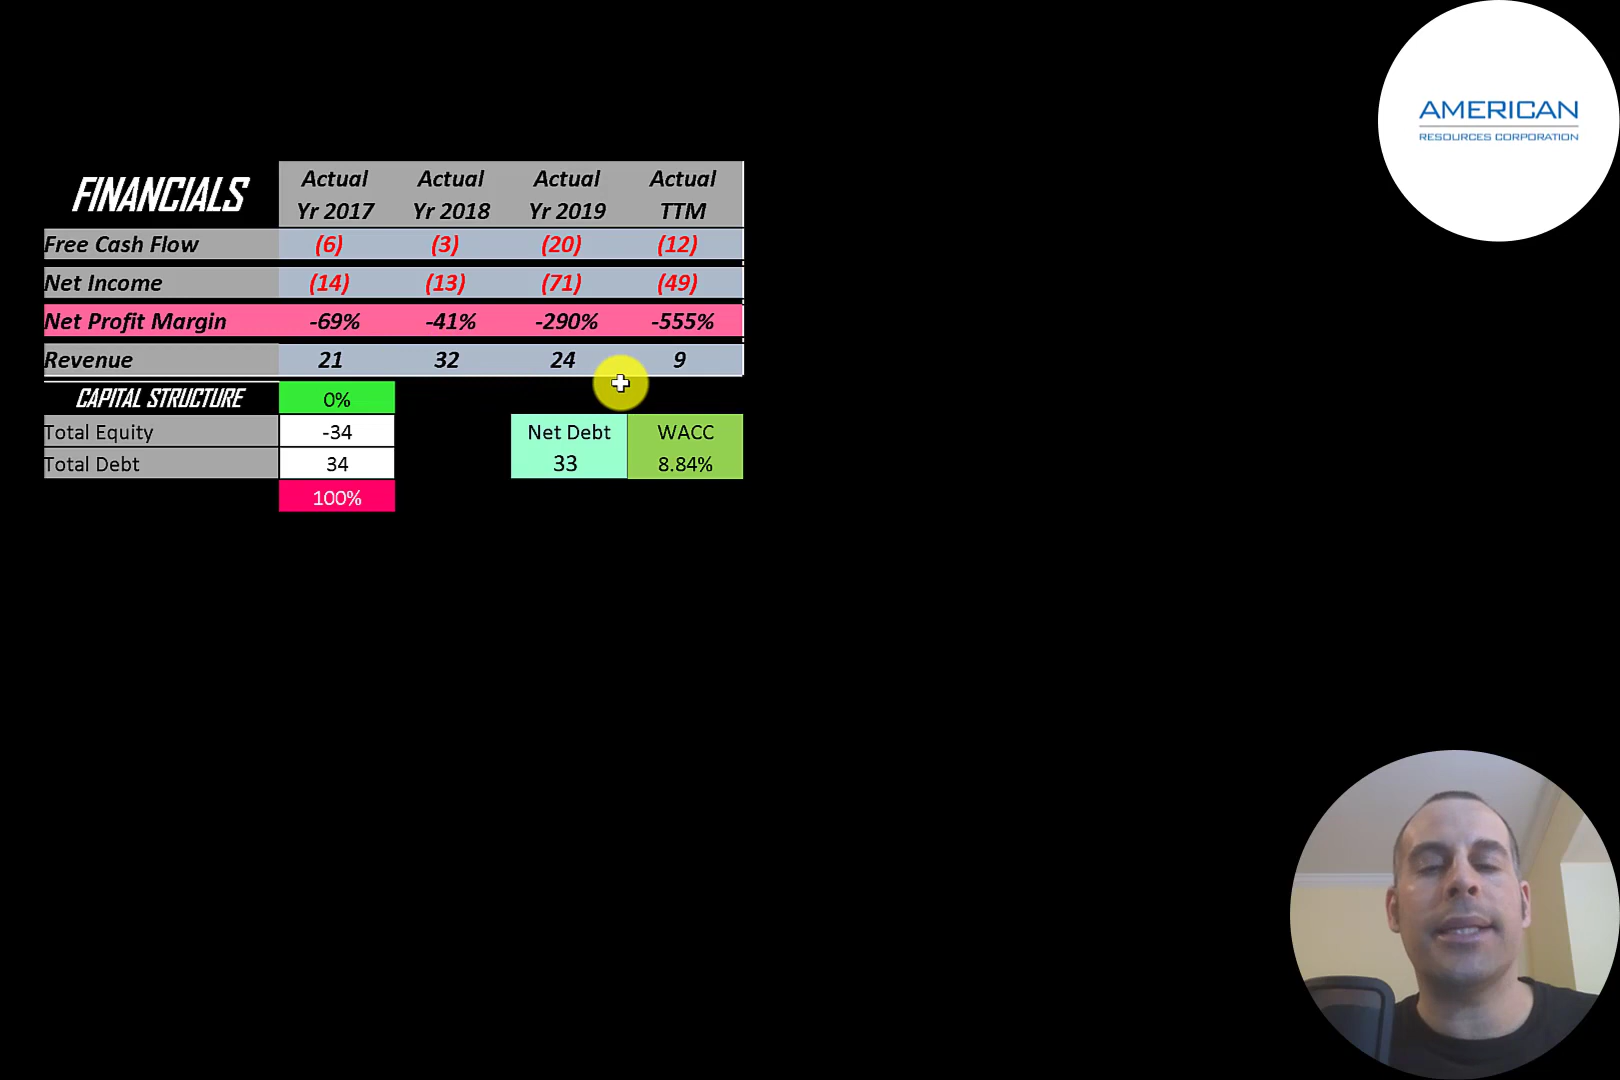 AMERICAN
RESOURCES CORPORATION
FINANCIALS
Actual Actual Actual Actual
Yr 2017 Yr 2018 Yr 2019 TTM
Free Cash Flow (6) (3) (20) (12)
Net Income (14) (13) (71) (49)
Net Profit Margin -69% -41% -290% -555%
Revenue 21 32 24 9
CAPITAL STRUCTURE 0%
Total Equity -34 Net Debt WACC
Total Debt 34 33 8.84%
100%